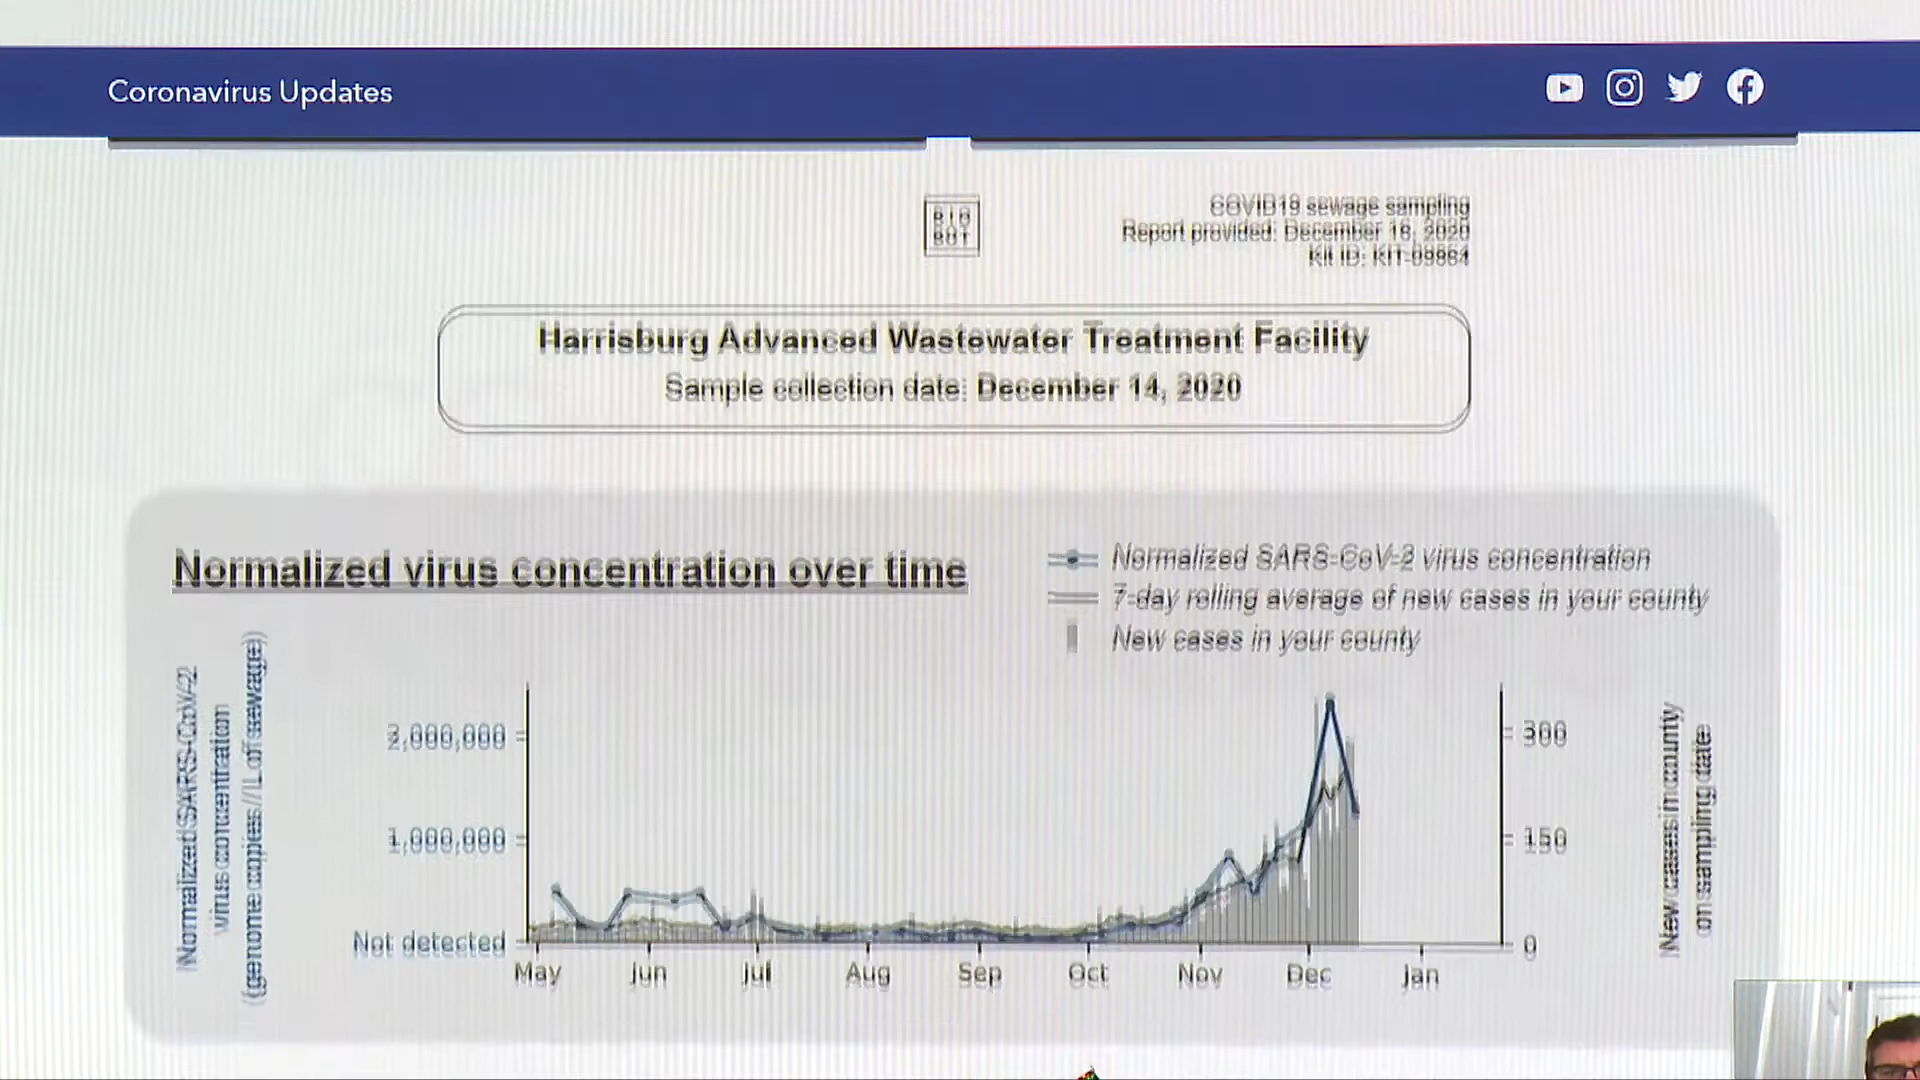 Coronavirus Updates
BIO
BOT
COVID19 sewage sampling
Report provided: December 16, 2020
Kit ID:
Harrisburg Advanced Wastewater Treatment Facility
Sample collection date: December 14, 2020
Normalized virus concentration over time
Normalized SARS-CoV-2 virus concentration
7-day rolling average of new cases in your county
New cases in your county
Normalized SARS-CoV-2
virus concentration
(genome copies / L of sewage)
2,000,000
1,000,000
Not detected
300
150
0
New cases in county
on sampling date
May Jun Jul Aug Sep Oct Nov Dec Jan